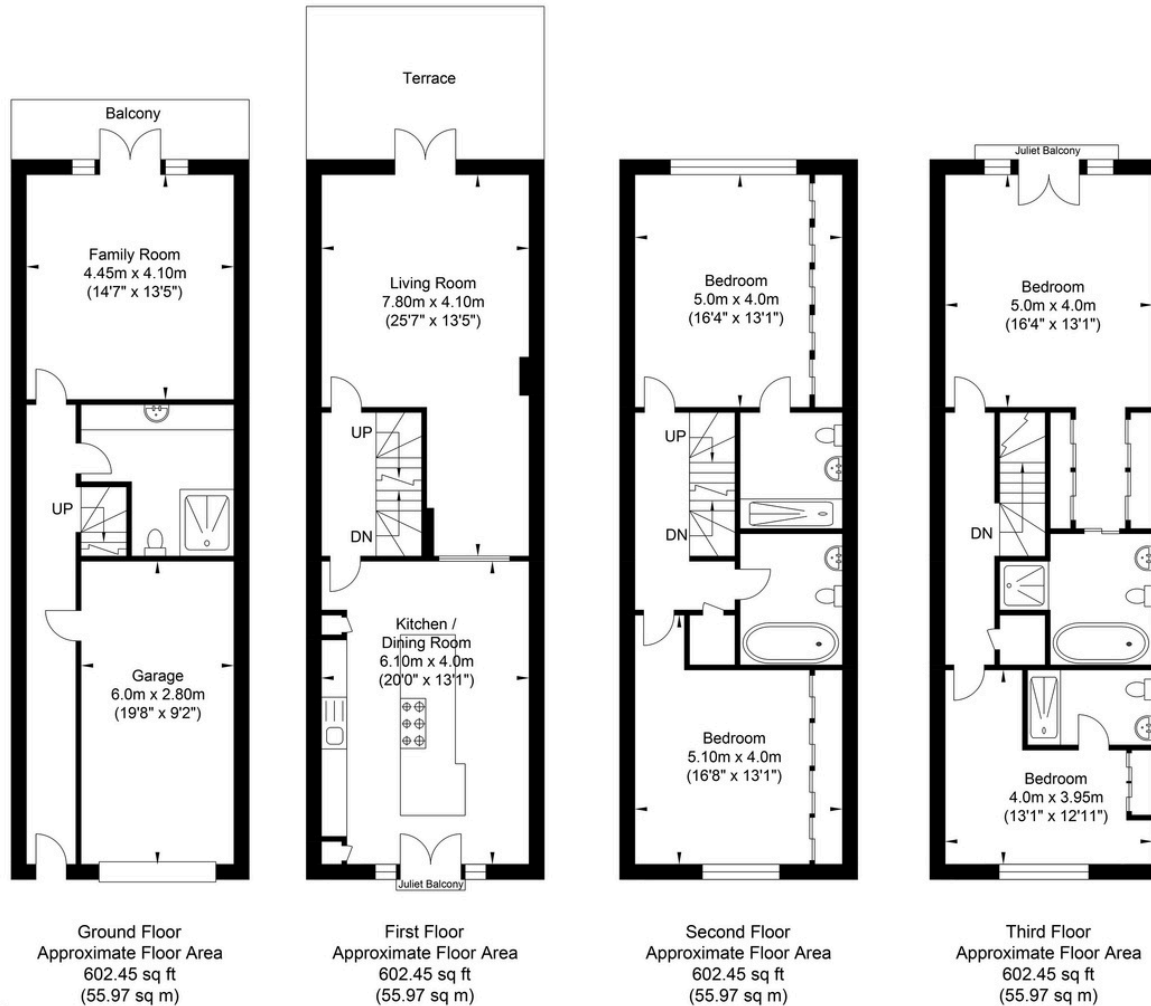 Balcony
Family Room
4.45m x 4.10m
(14'7" x 13'5")
UP
Garage
6.0m x 2.80m
(19'8" x 9'2")
Ground Floor
Approximate Floor Area
602.45 sq ft
(55.97 sq m)
Terrace
Living Room
7.80m x 4.10m
(25'7" x 13'5")
UP
DN
Kitchen /
Dining Room
6.10m x 4.0m
(20'0" x 13'1")
Juliet Balcony
First Floor
Approximate Floor Area
602.45 sq ft
(55.97 sq m)
Bedroom
5.0m x 4.0m
(16'4" x 13'1")
UP
DN
Bedroom
5.10m x 4.0m
(16'8" x 13'1")
Second Floor
Approximate Floor Area
602.45 sq ft
(55.97 sq m)
Juliet Balcony
Bedroom
5.0m x 4.0m
(16'4" x 13'1")
DN
Bedroom
4.0m x 3.95m
(13'1" x 12'11")
Third Floor
Approximate Floor Area
602.45 sq ft
(55.97 sq m)